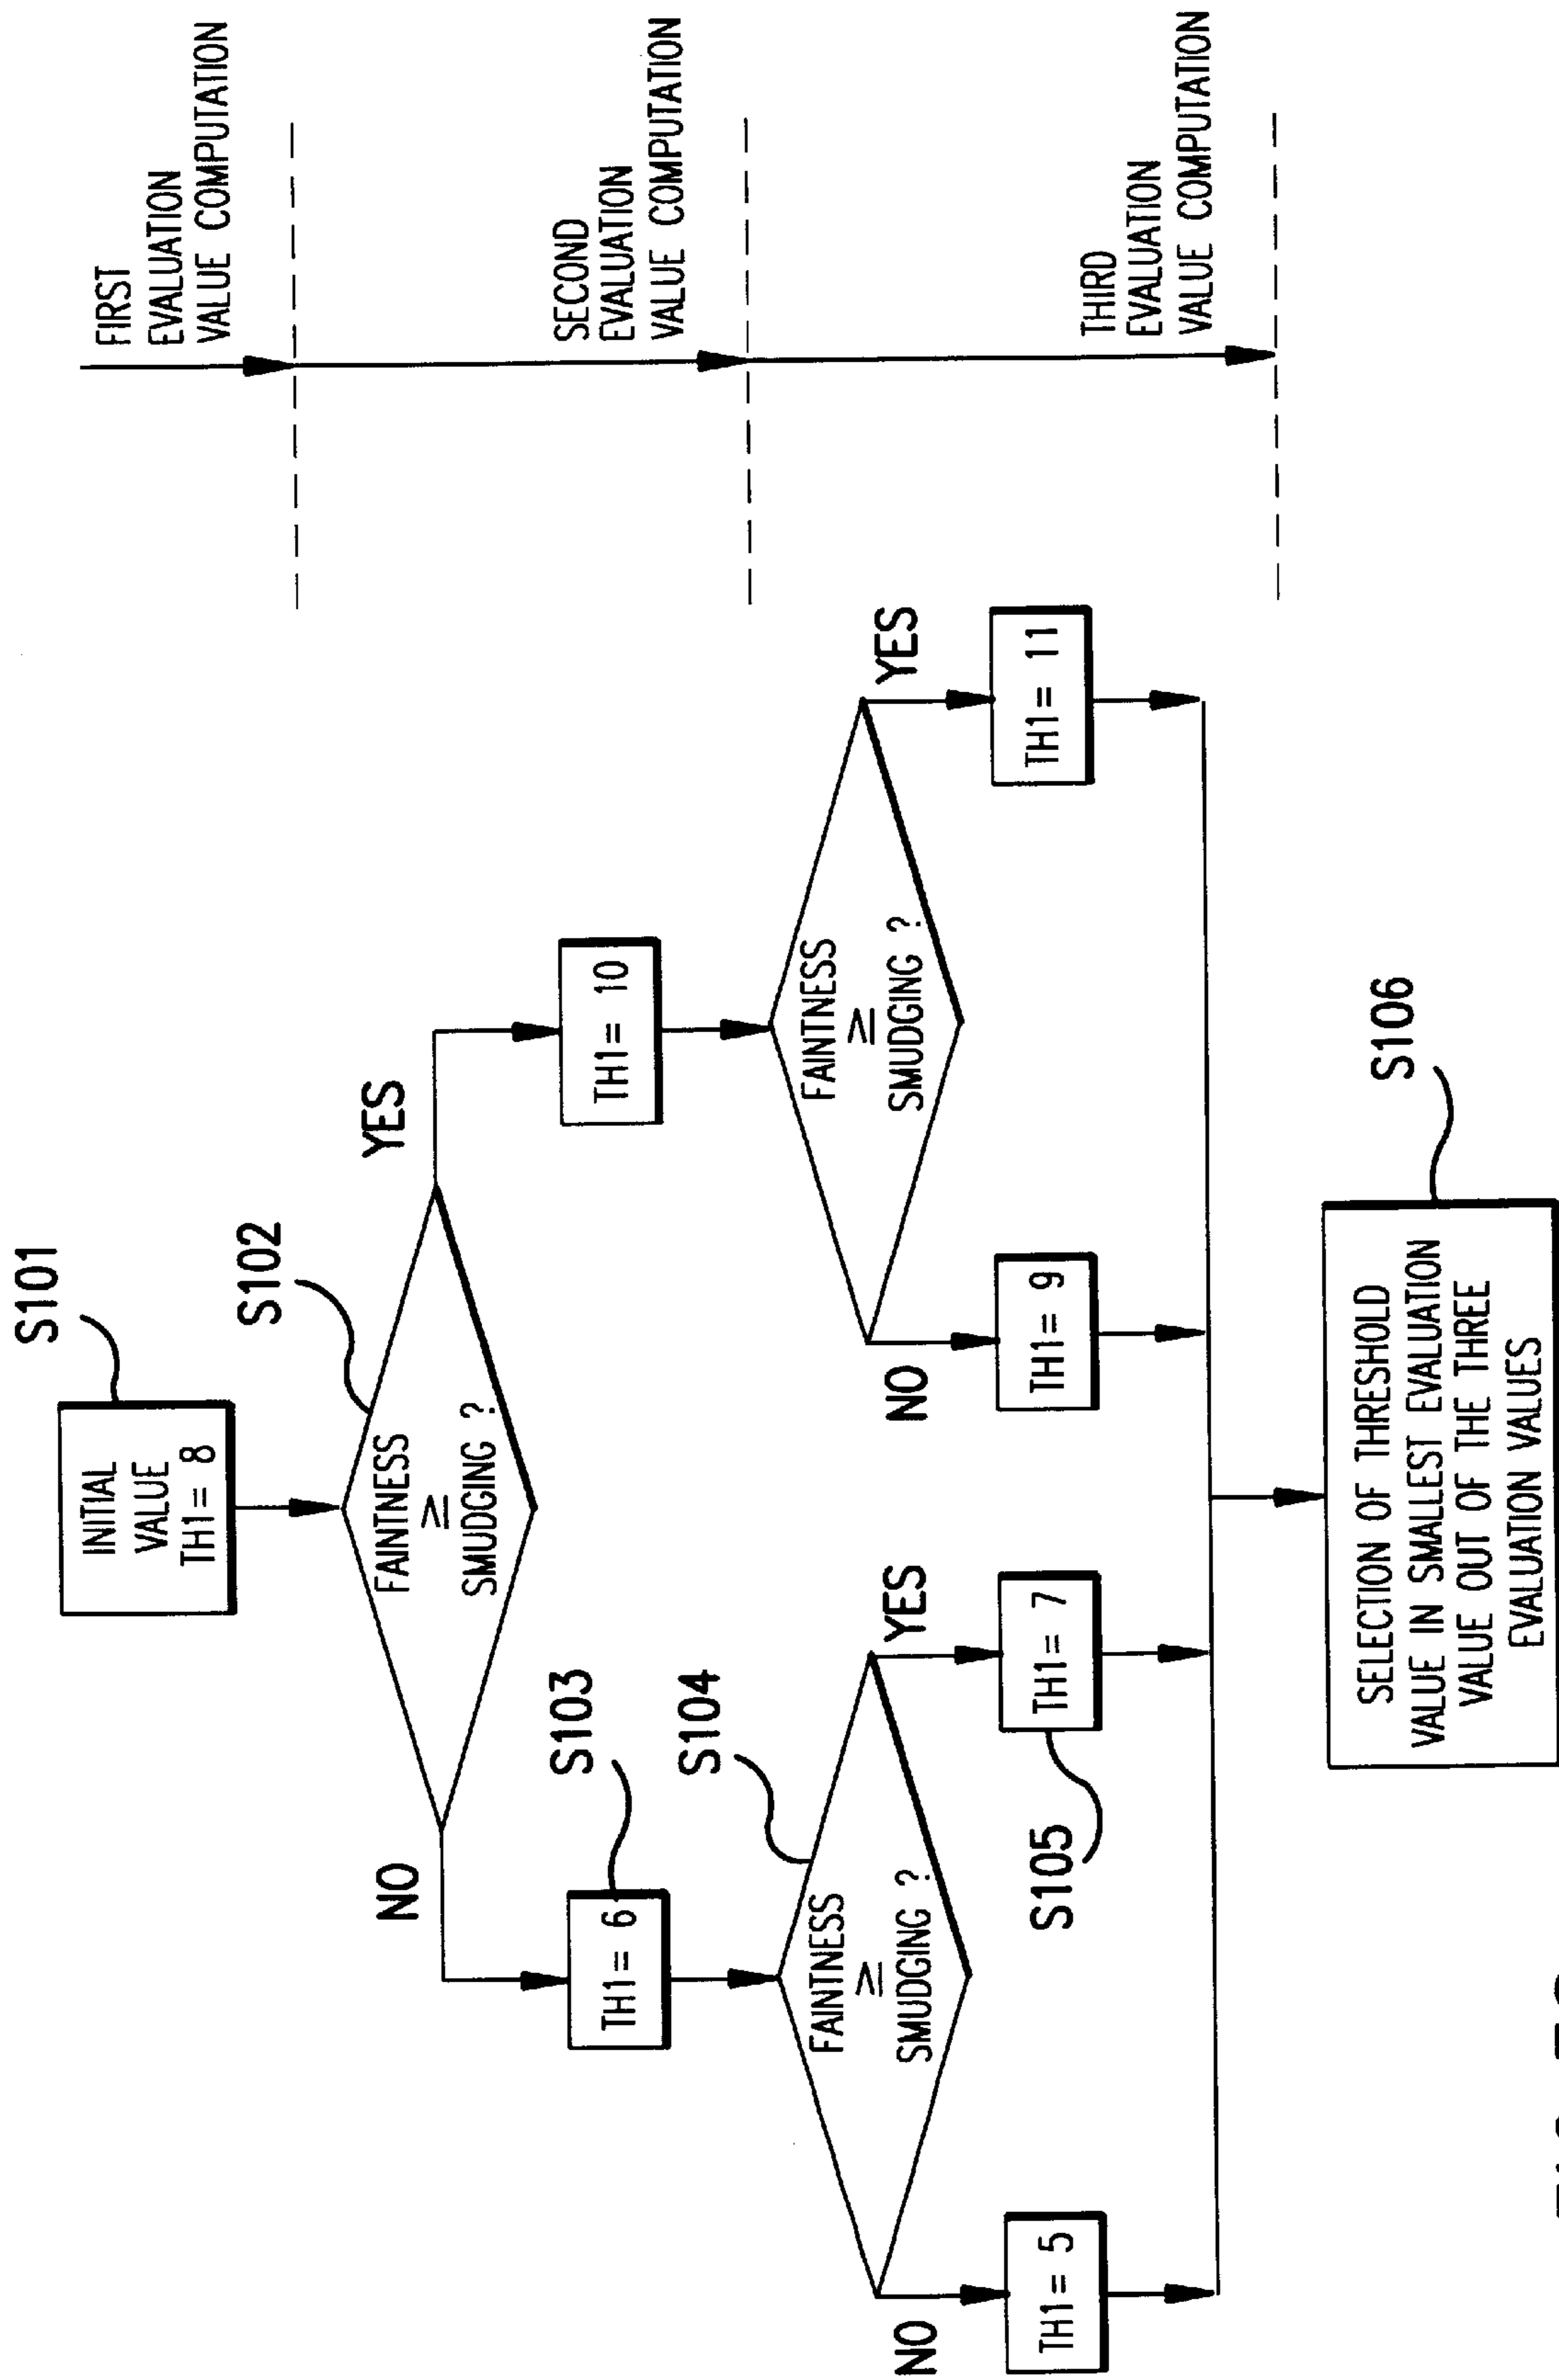 S101
INITIAL
VALUE
TH1= 8
FIRST
EVALUATION
VALUE COMPUTATION
S102
FAINTNESS
≥
SMUDGING ?
NO
YES
S103
TH1= 6
TH1= 10
SECOND
EVALUATION
VALUE COMPUTATION
S104
FAINTNESS
≥
SMUDGING ?
FAINTNESS
≥
SMUDGING ?
NO
YES
NO
YES
S105
TH1= 5
TH1= 7
TH1= 9
TH1= 11
THIRD
EVALUATION
VALUE COMPUTATION
S106
SELECTION OF THRESHOLD
VALUE IN SMALLEST EVALUATION
VALUE OUT OF THE THREE
EVALUATION VALUES